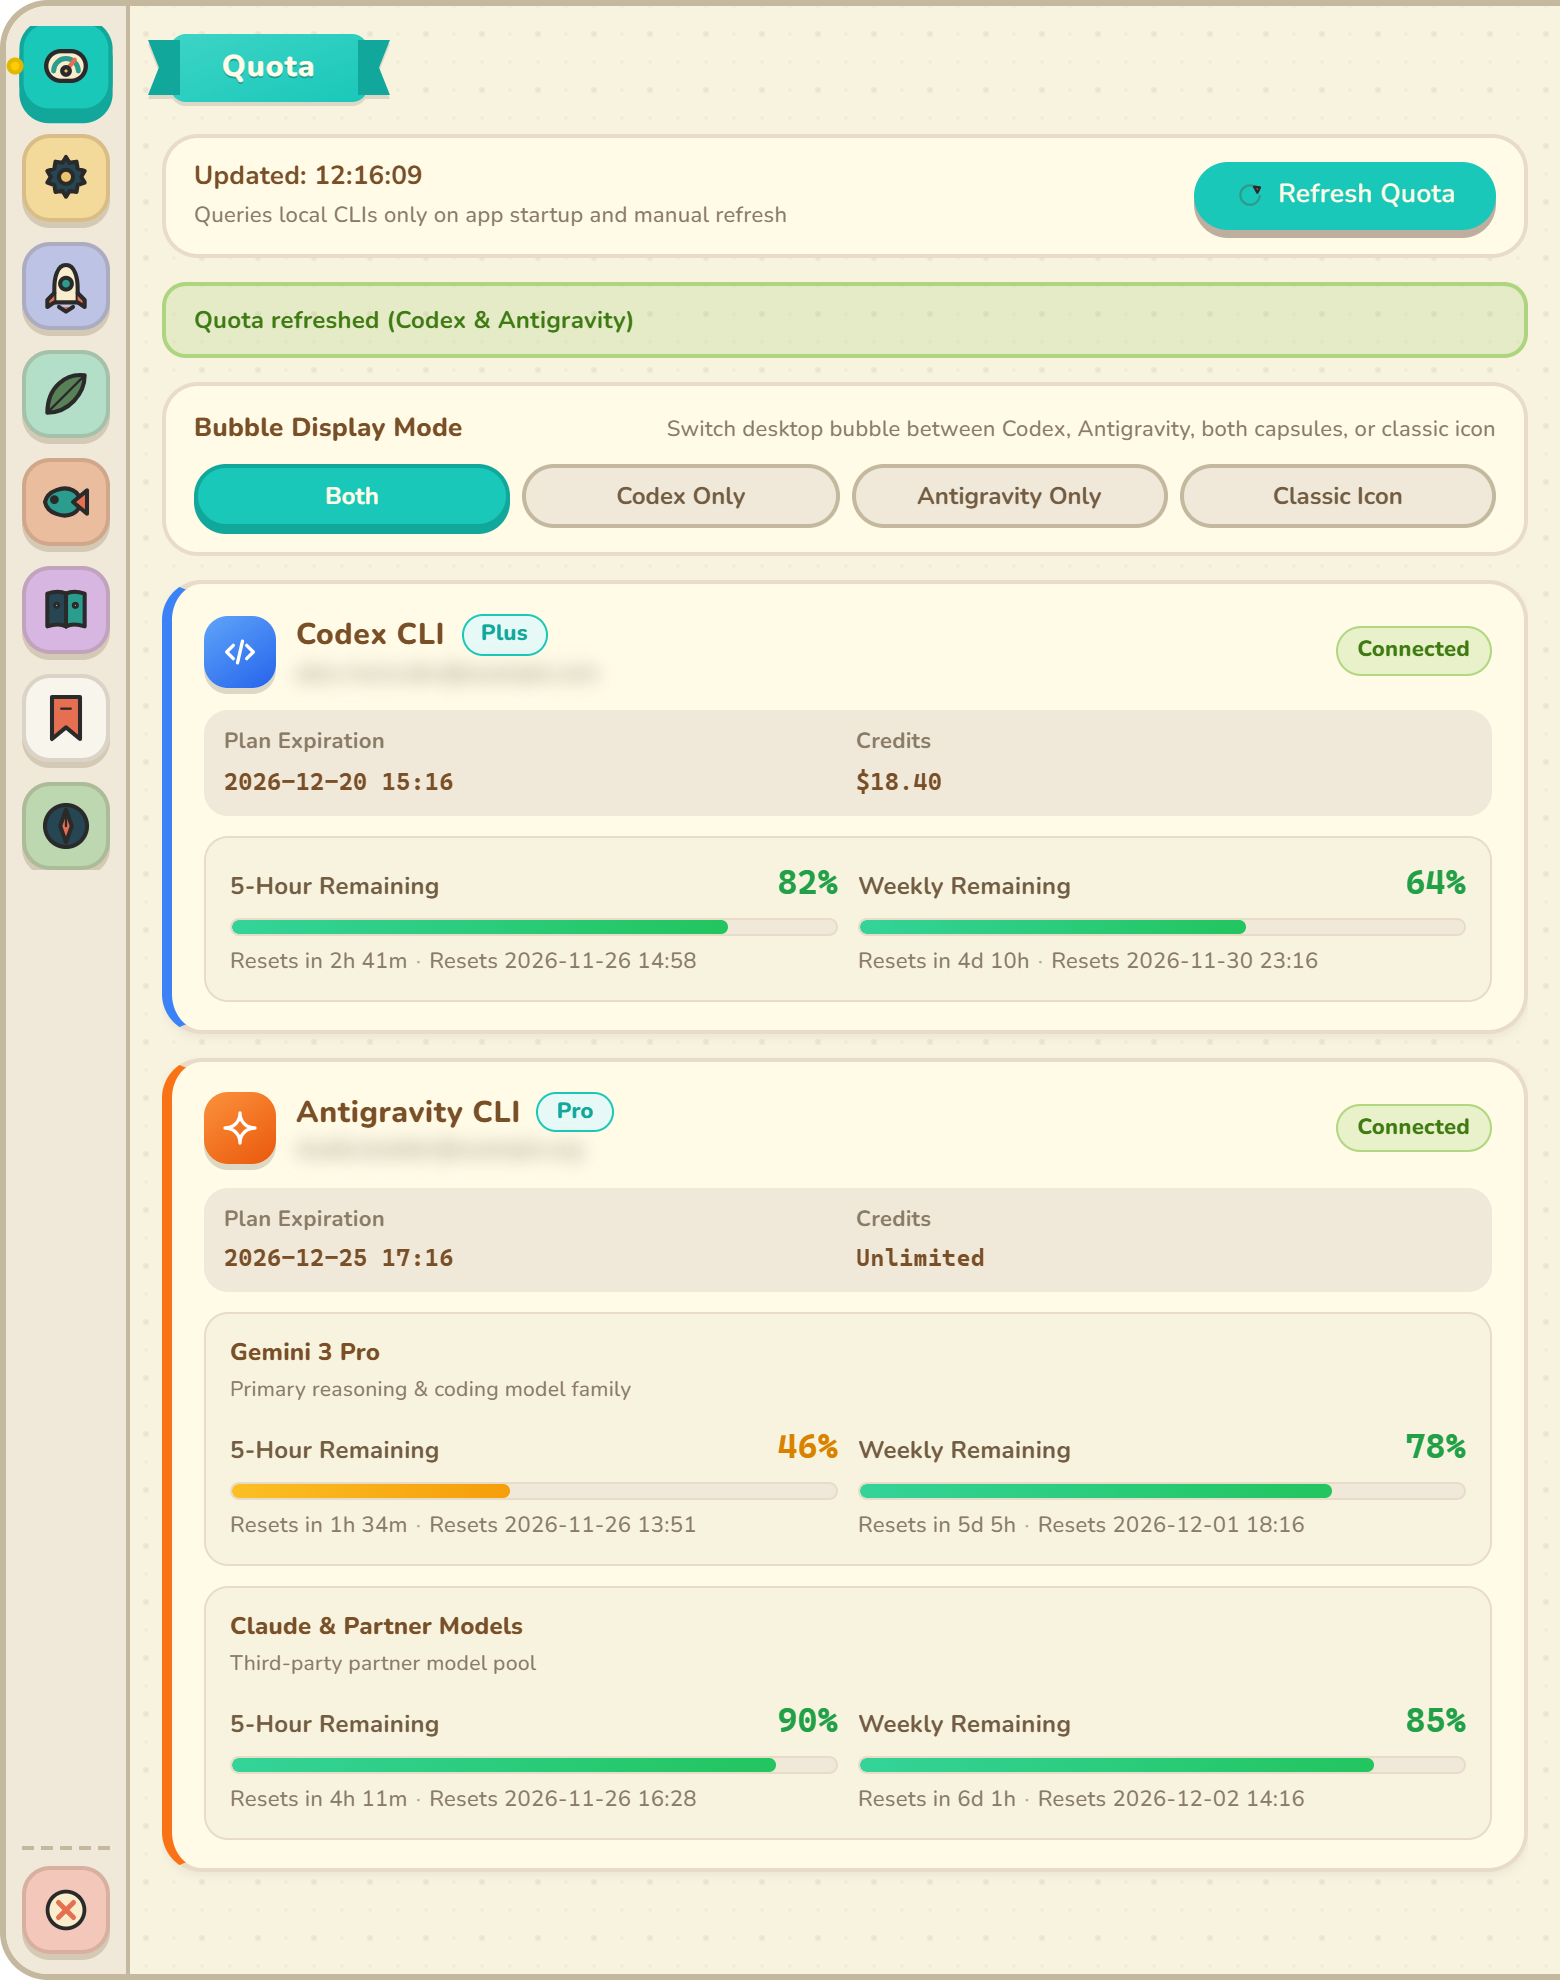 Quota
Updated: 12:16:09
Queries local CLIs only on app startup and manual refresh
Refresh Quota
Quota refreshed (Codex & Antigravity)
Bubble Display Mode
Switch desktop bubble between Codex, Antigravity, both capsules, or classic icon
Both
Codex Only
Antigravity Only
Classic Icon
Codex CLI
Plus
Connected
Plan Expiration
Credits
2026-12-20 15:16
$18.40
5-Hour Remaining
82%
Weekly Remaining
64%
Resets in 2h 41m · Resets 2026-11-26 14:58
Resets in 4d 10h · Resets 2026-11-30 23:16
Antigravity CLI
Pro
Connected
Plan Expiration
Credits
2026-12-25 17:16
Unlimited
Gemini 3 Pro
Primary reasoning & coding model family
5-Hour Remaining
46%
Weekly Remaining
78%
Resets in 1h 34m · Resets 2026-11-26 13:51
Resets in 5d 5h · Resets 2026-12-01 18:16
Claude & Partner Models
Third-party partner model pool
5-Hour Remaining
90%
Weekly Remaining
85%
Resets in 4h 11m · Resets 2026-11-26 16:28
Resets in 6d 1h · Resets 2026-12-02 14:16